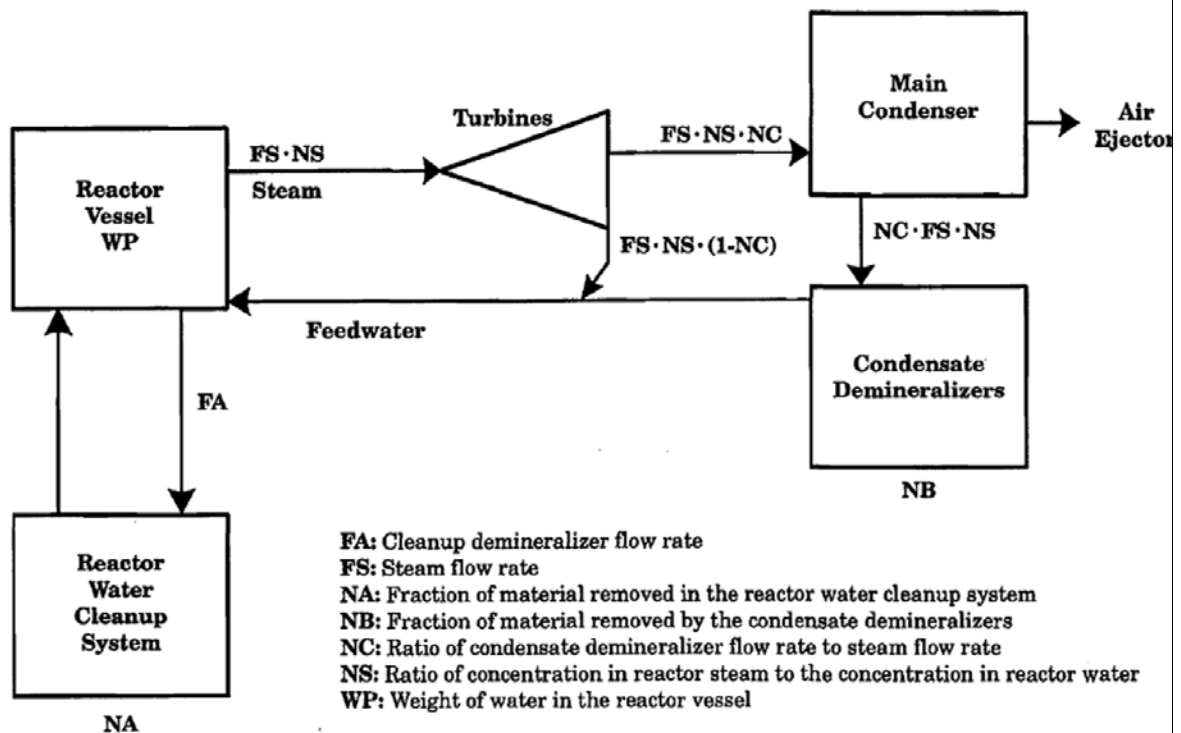 Main
Condenser
Air
Ejector
Turbines
FS·NS·NC
FS·NS
Steam
Reactor
Vessel
WP
FS·NS·(1-NC)
NC·FS·NS
Feedwater
Condensate
Demineralizers
NB
FA
Reactor
Water
Cleanup
System
NA
FA: Cleanup demineralizer flow rate
FS: Steam flow rate
NA: Fraction of material removed in the reactor water cleanup system
NB: Fraction of material removed by the condensate demineralizers
NC: Ratio of condensate demineralizer flow rate to steam flow rate
NS: Ratio of concentration in reactor steam to the concentration in reactor water
WP: Weight of water in the reactor vessel